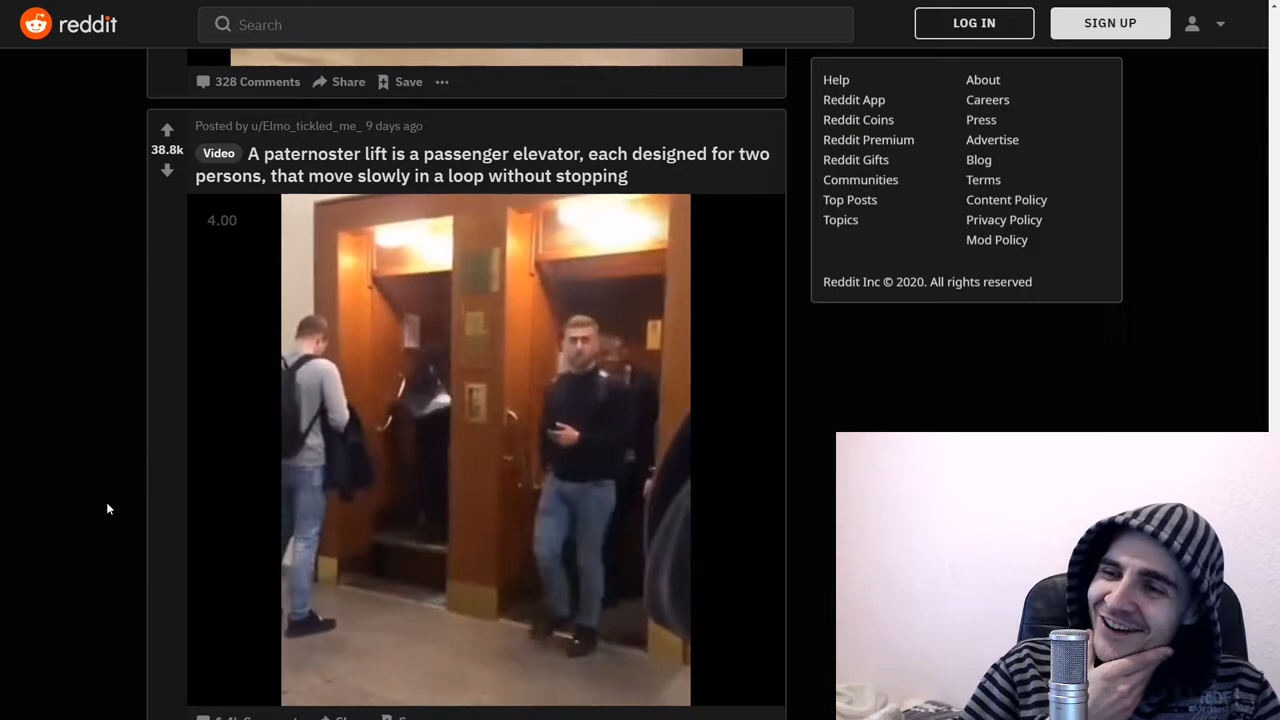 reddit
Search
LOG IN
SIGN UP
328 Comments
Share
Save
Posted by u/Elmo_tickled_me_ 9 days ago
38.8k
Video
A paternoster lift is a passenger elevator, each designed for two
persons, that move slowly in a loop without stopping
4.00
Help
About
Reddit App
Careers
Reddit Coins
Press
Reddit Premium
Advertise
Reddit Gifts
Blog
Communities
Terms
Top Posts
Content Policy
Topics
Privacy Policy
Mod Policy
Reddit Inc © 2020. All rights reserved